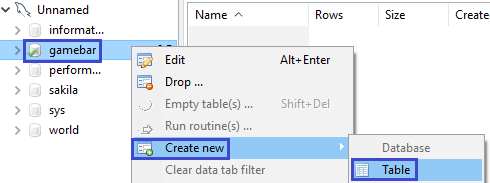 Unnamed
informat...
gamebar
perform...
sakila
sys
world
Name
Rows
Size
Create
Edit Alt+Enter
Drop ...
Empty table(s) ... Shift+Del
Run routine(s) ...
Create new
Clear data tab filter
Database
Table